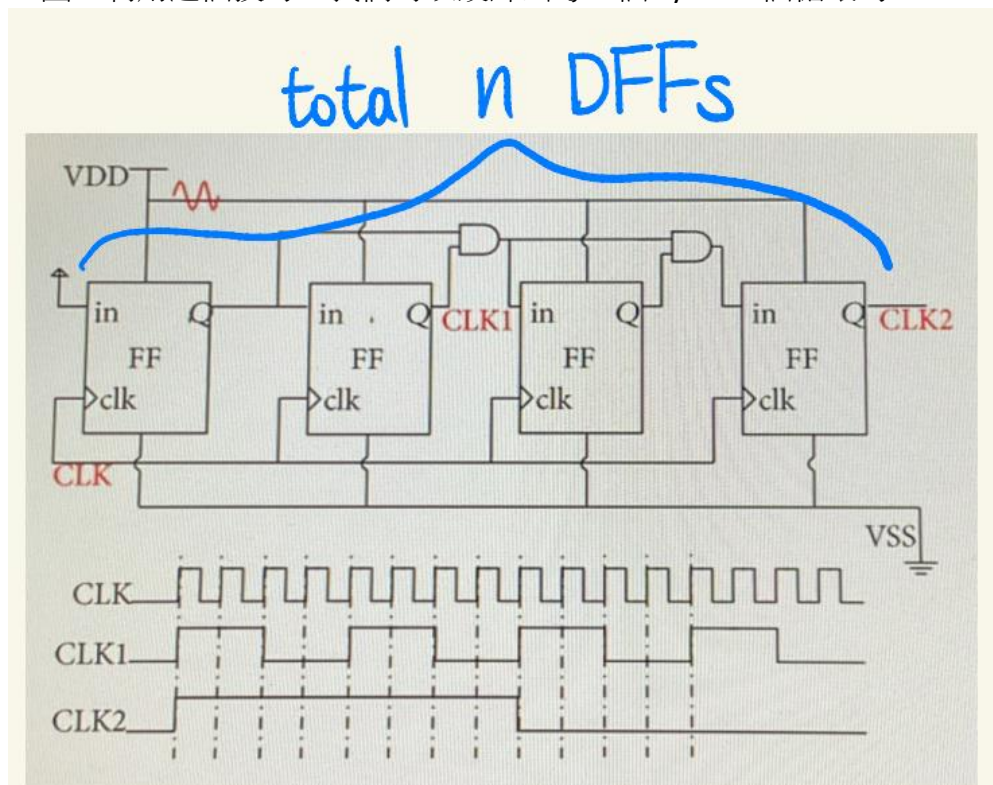 total n DFFs
VDD
in Q in Q CLK1 in Q in Q CLK2
FF FF FF FF
clk clk clk clk
CLK
VSS
CLK
CLK1
CLK2